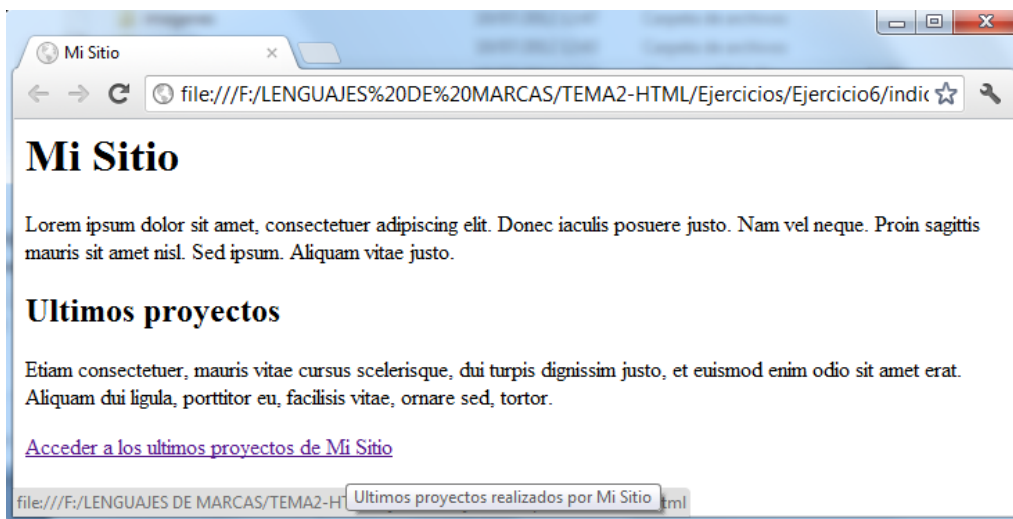 Mi Sitio
file:///F:/LENGUAJES%20DE%20MARCAS/TEMA2-HTML/Ejercicios/Ejercicio6/indic
Mi Sitio
Lorem ipsum dolor sit amet, consectetuer adipiscing elit. Donec iaculis posuere justo. Nam vel neque. Proin sagittis
mauris sit amet nisl. Sed ipsum. Aliquam vitae justo.
Ultimos proyectos
Etiam consectetuer, mauris vitae cursus scelerisque, dui turpis dignissim justo, et euismod enim odio sit amet erat.
Aliquam dui ligula, porttitor eu, facilisis vitae, ornare sed, tortor.
Acceder a los ultimos proyectos de Mi Sitio
Ultimos proyectos realizados por Mi Sitio
file:///F:/LENGUAJES DE MARCAS/TEMA2-HT tml